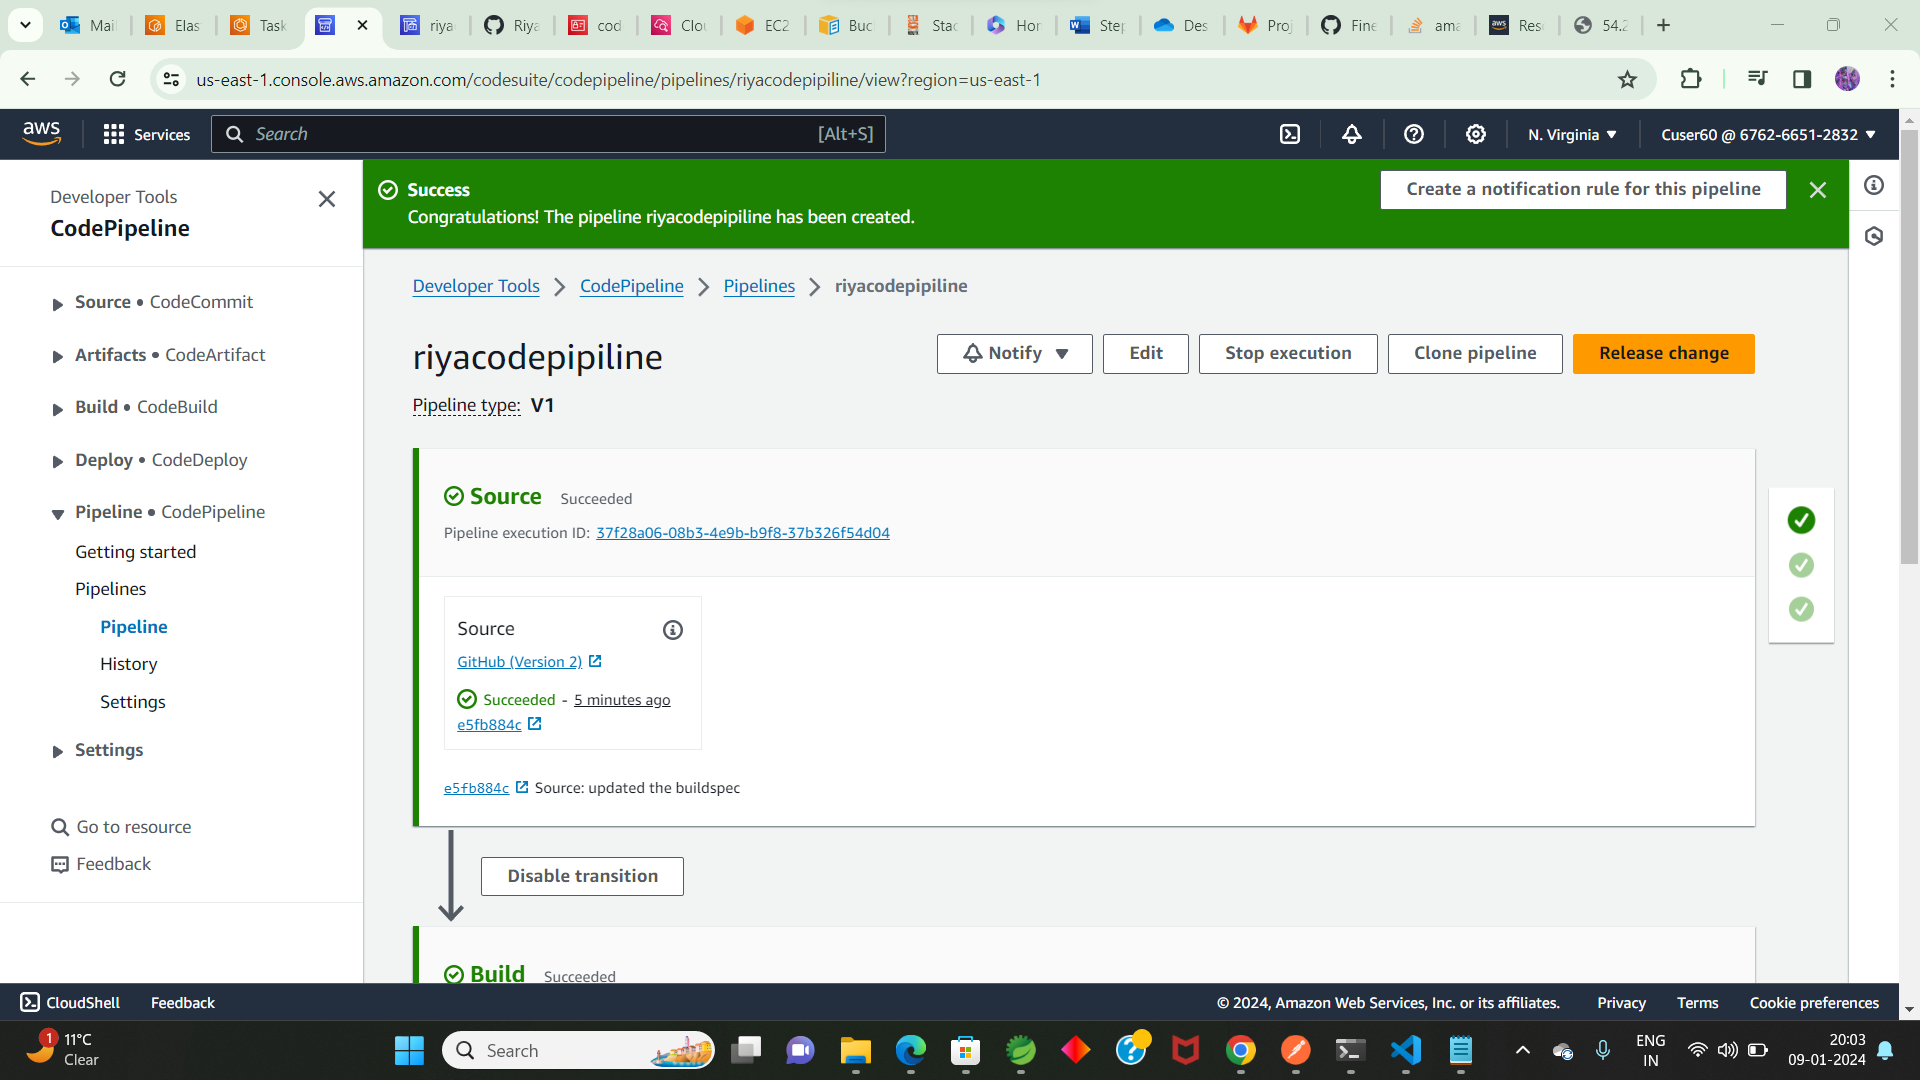 Mail
Elas
Task
riya
Riya
cod
Clou
EC2
Buc
Stac
Hon
Step
Des
Proj
Fine
ama
Reso
54.2
us-east-1.console.aws.amazon.com/codesuite/codepipeline/pipelines/riyacodepipiline/view?region=us-east-1
aws
Services
Search
[Alt+S]
N. Virginia
Cuser60 @ 6762-6651-2832
Developer Tools
CodePipeline
Source • CodeCommit
Artifacts • CodeArtifact
Build • CodeBuild
Deploy • CodeDeploy
Pipeline • CodePipeline
Getting started
Pipelines
Pipeline
History
Settings
Settings
Go to resource
Feedback
Success
Congratulations! The pipeline riyacodepipiline has been created.
Create a notification rule for this pipeline
Developer Tools
CodePipeline
Pipelines
riyacodepipiline
riyacodepipiline
Notify
Edit
Stop execution
Clone pipeline
Release change
Pipeline type: V1
Source Succeeded
Pipeline execution ID: 37f28a06-08b3-4e9b-b9f8-37b326f54d04
Source
GitHub (Version 2)
Succeeded - 5 minutes ago
e5fb884c
e5fb884c Source: updated the buildspec
Disable transition
Build Succeeded
CloudShell
Feedback
© 2024, Amazon Web Services, Inc. or its affiliates.
Privacy
Terms
Cookie preferences
1
11°C
Clear
Search
ENG
IN
20:03
09-01-2024